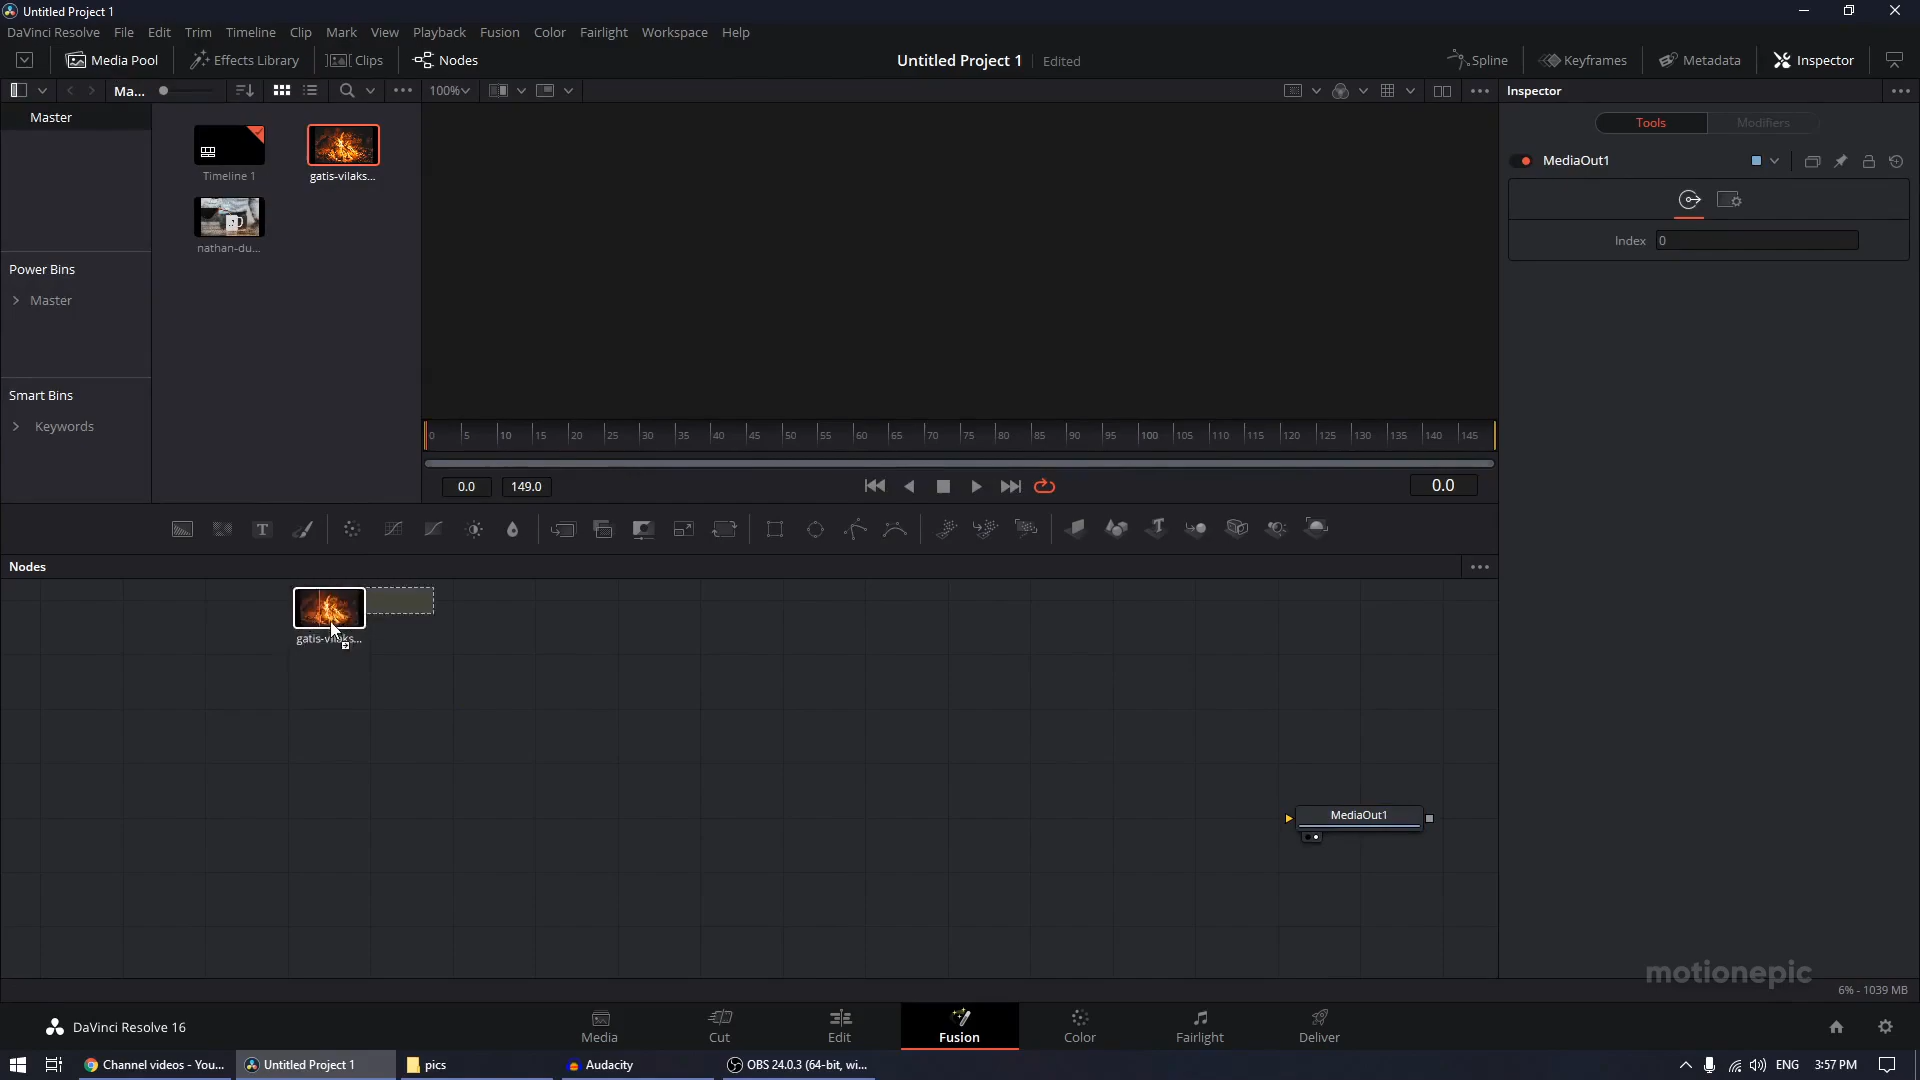 Untitled Project 1
DaVinci Resolve File Edit Trim Timeline Clip Mark View Playback Fusion Color Fairlight Workspace Help
Media Pool Effects Library Clips Nodes Untitled Project 1 Edited Spline Keyframes Metadata Inspector
Ma... 100% Inspector
Master
Tools Modifiers
MediaOut1
Timeline 1 gatis-vilaks...
nathan-du...
Index 0
Power Bins
Master
Smart Bins
Keywords
0 5 10 15 20 25 30 35 40 45 50 55 60 65 70 75 80 85 90 95 100 105 110 115 120 125 130 135 140 145
0.0 149.0 0.0
Nodes
gatis-vilaks...
MediaOut1
motionepic
6% - 1039 MB
DaVinci Resolve 16
Media Cut Edit Fusion Color Fairlight Deliver
Channel videos - You... Untitled Project 1 pics Audacity OBS 24.0.3 (64-bit, wi... ENG 3:57 PM